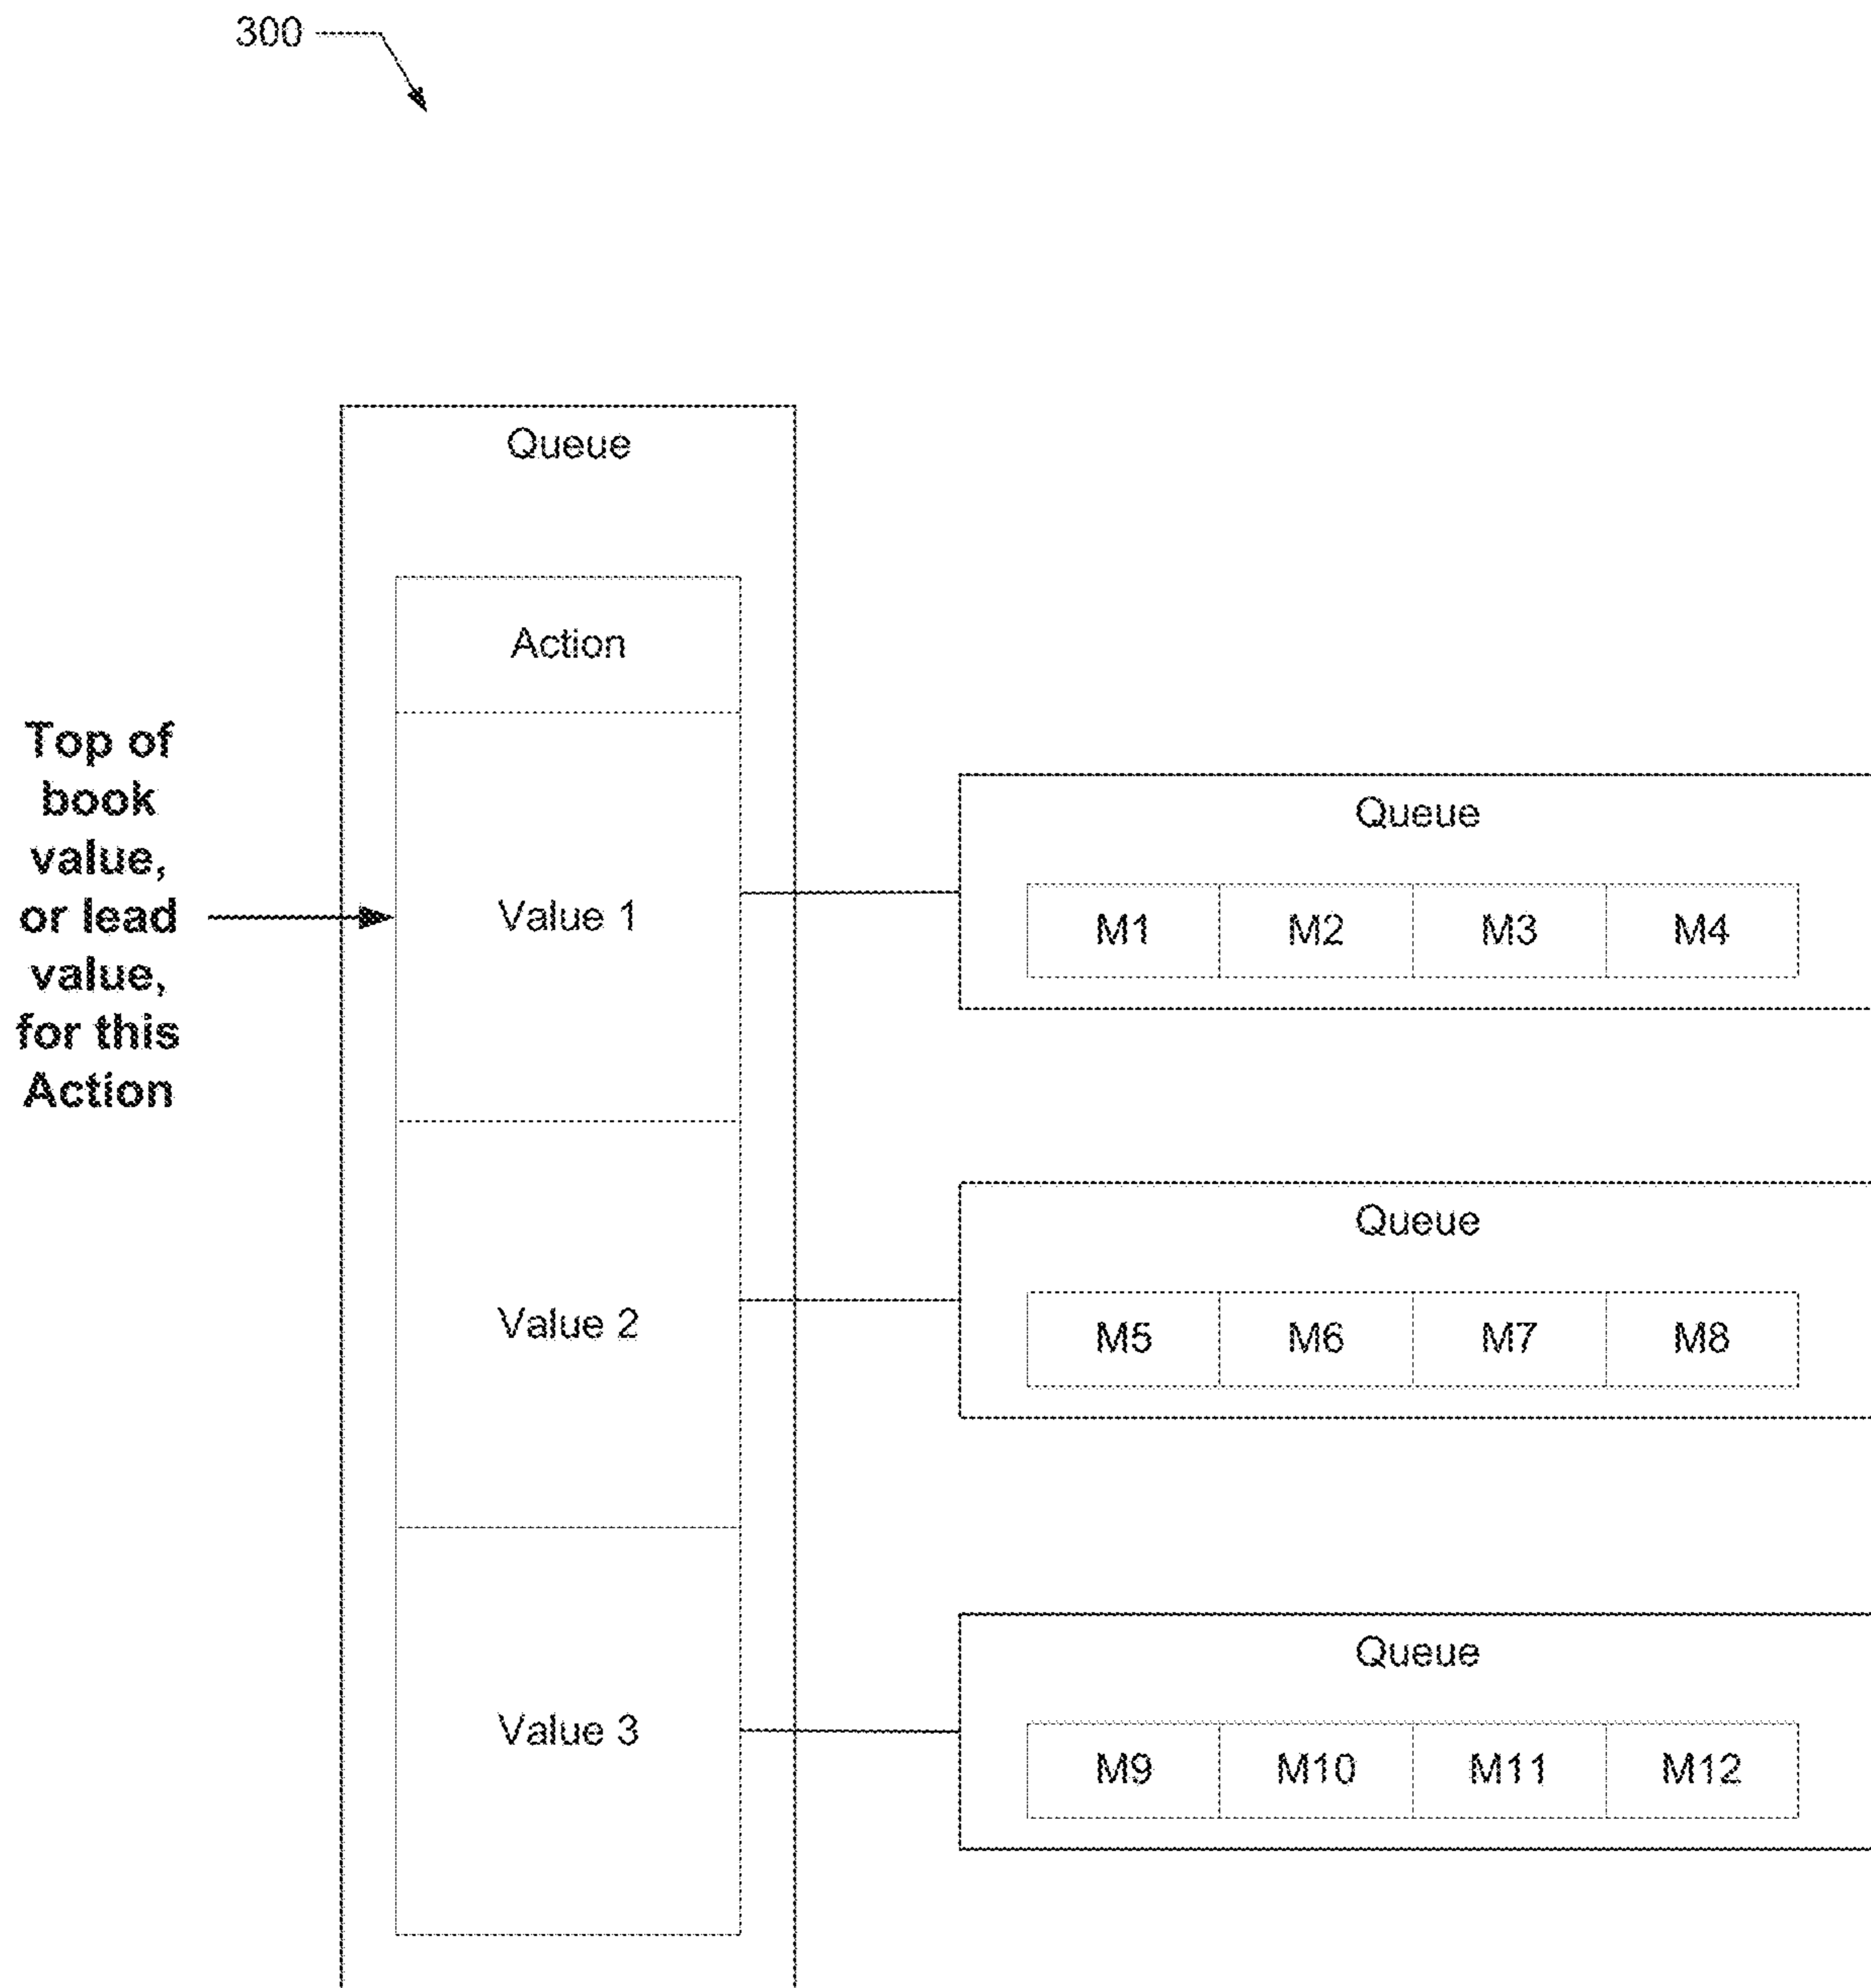 300
Queue
Action
Top of
book
value,
or lead
value,
for this
Action
Value 1
Queue
M1 M2 M3 M4
Value 2
Queue
M5 M6 M7 M8
Value 3
Queue
M9 M10 M11 M12